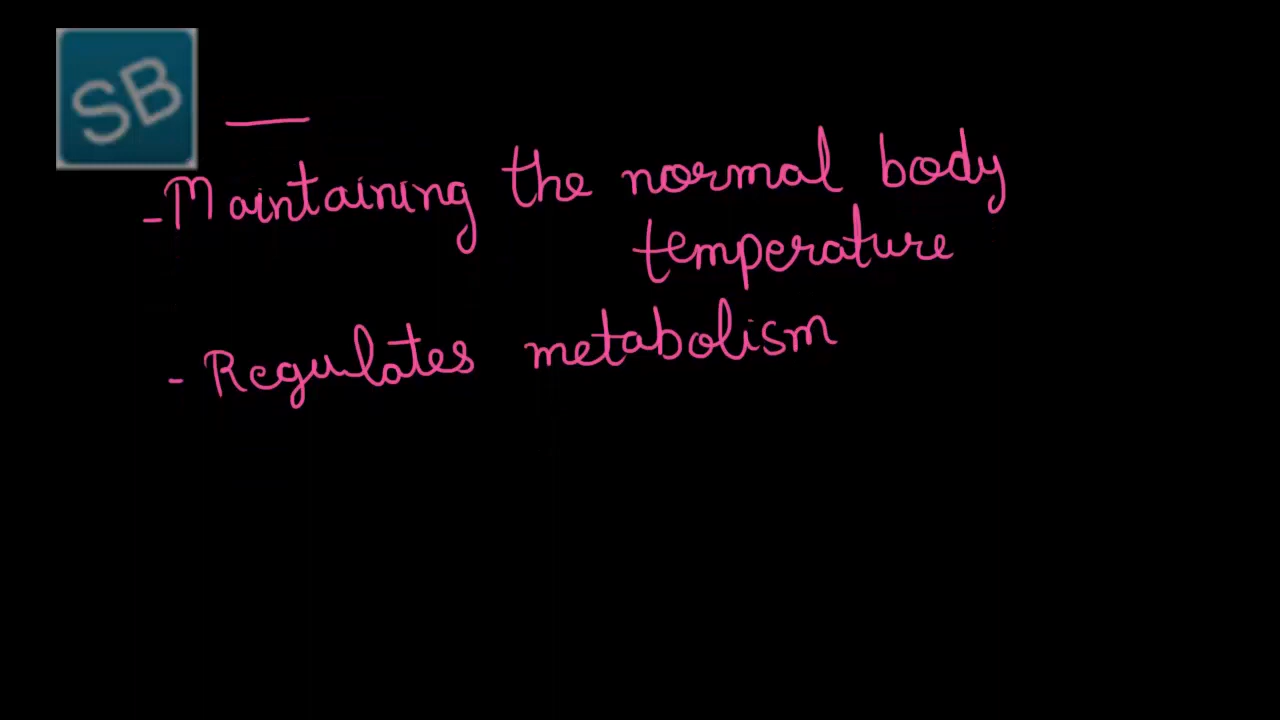 SB
- Maintaining the normal body
temperature
- Regulates metabolism